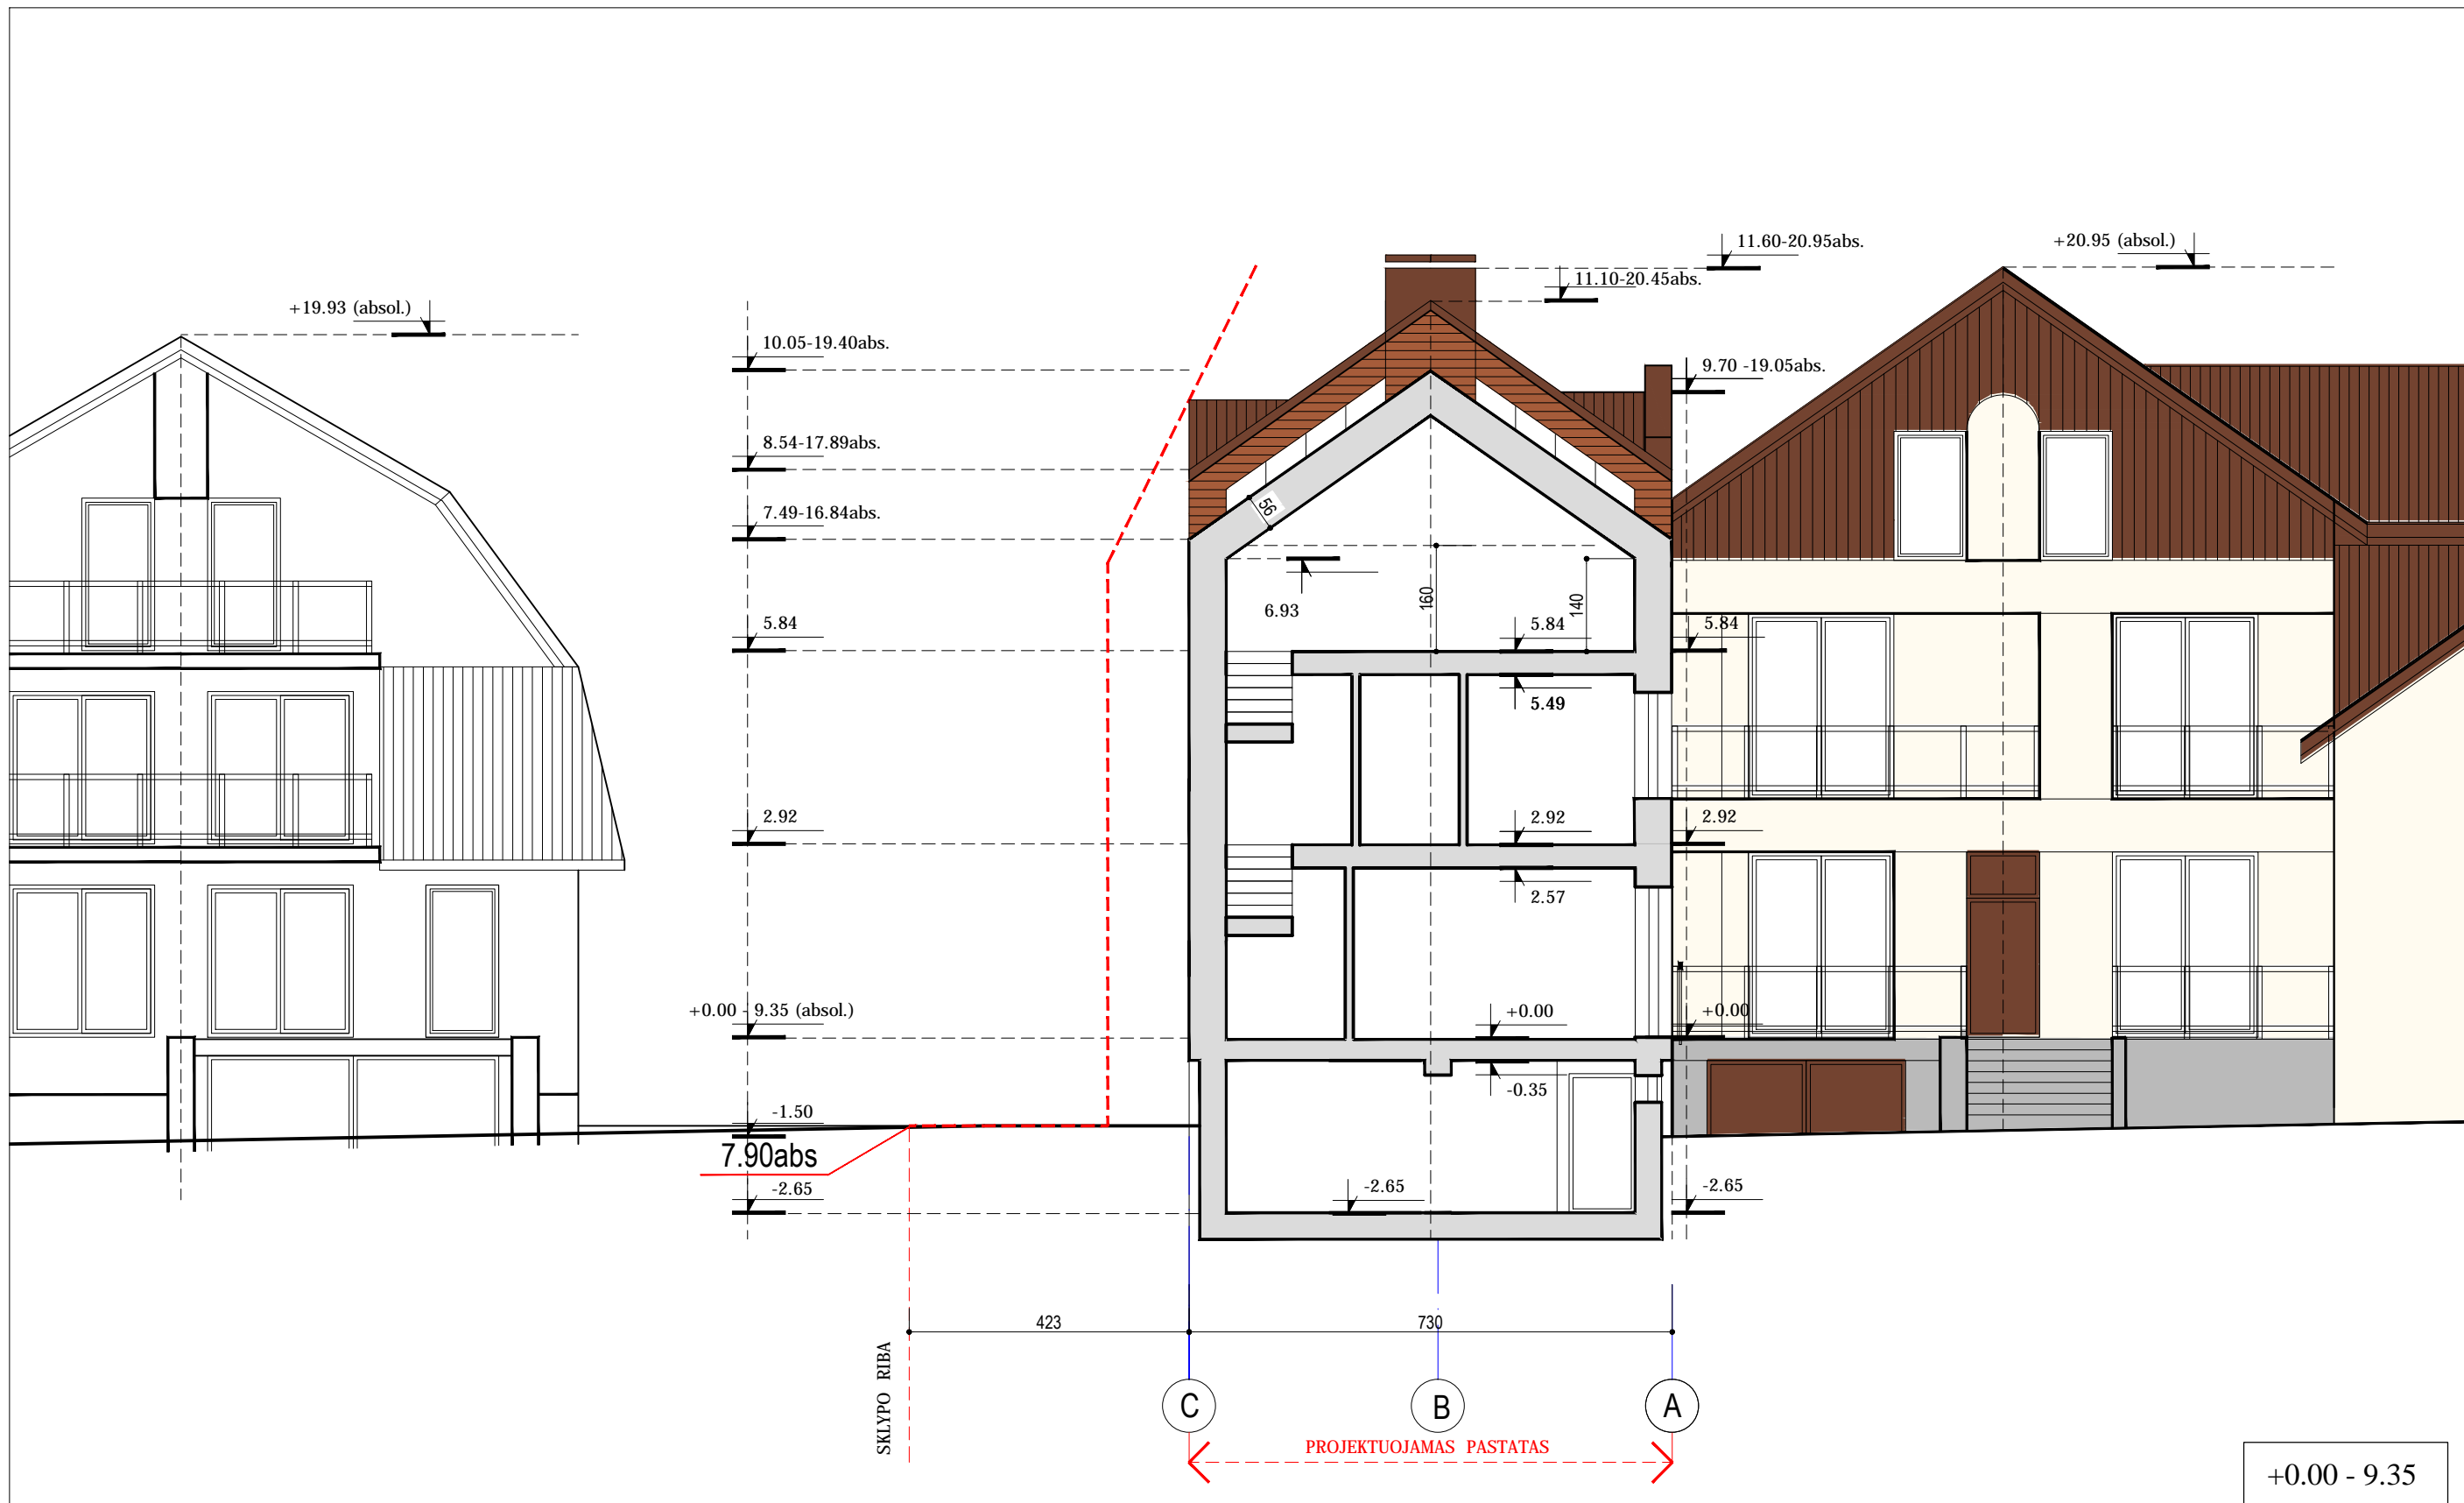 11.60-20.95abs.
+20.95 (absol.)
11.10-20.45abs.
+19.93 (absol.)
10.05-19.40abs.
9.70 -19.05abs.
8.54-17.89abs.
7.49-16.84abs.
56
6.93
160
140
5.84
5.84
5.84
5.49
2.92
2.92
2.92
2.57
+0.00 - 9.35 (absol.)
+0.00
+0.00
-0.35
-1.50
7.90abs
-2.65
-2.65
-2.65
423
730
SKLYPO RIBA
C
B
A
PROJEKTUOJAMAS PASTATAS
+0.00 - 9.35